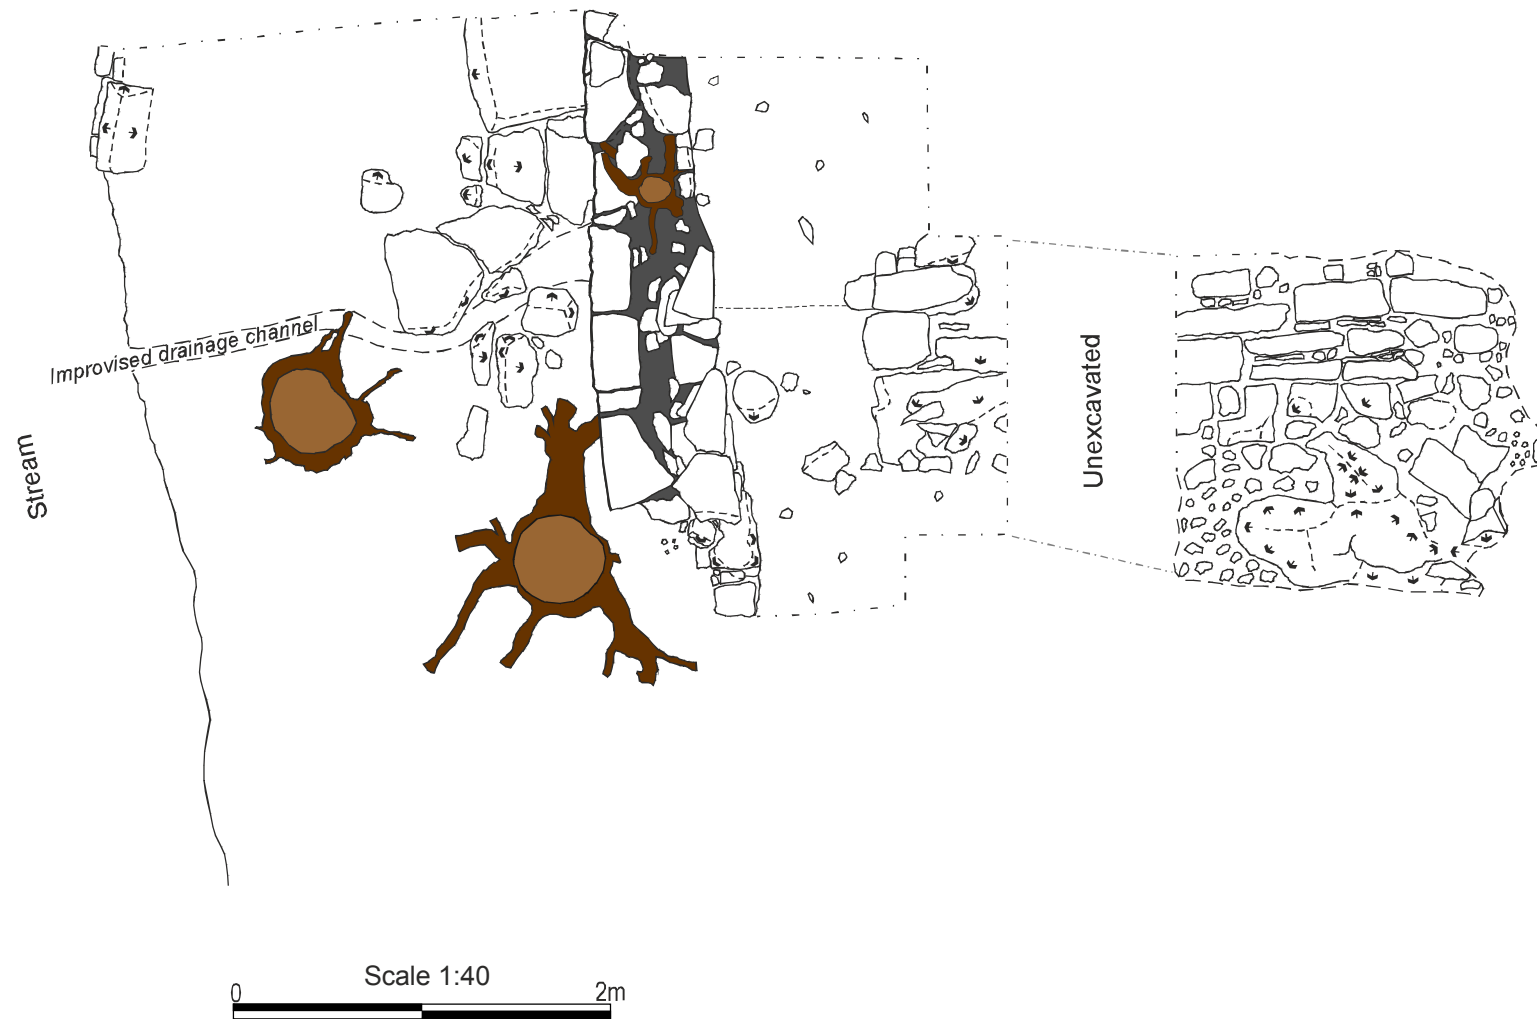 Improvised drainage channel
Unexcavated
Stream
Scale 1:40
0 2m